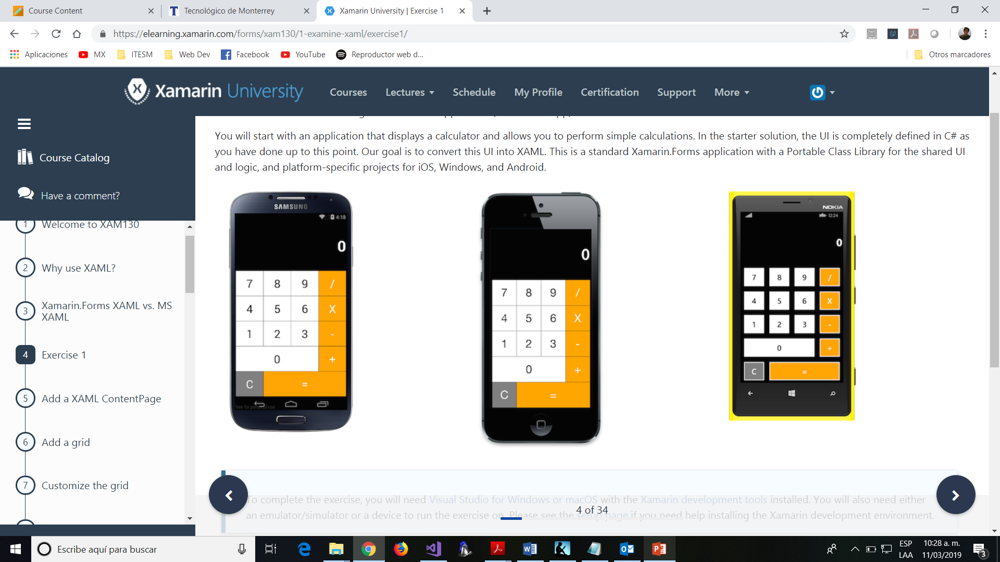 Course Content
Tecnológico de Monterrey
Xamarin University | Exercise 1
https://elearning.xamarin.com/forms/xam130/1-examine-xaml/exercise1/
Aplicaciones
MX
ITESM
Web Dev
Facebook
YouTube
Reproductor web d...
Otros marcadores
Xamarin University
Courses
Lectures
Schedule
My Profile
Certification
Support
More
Course Catalog
Have a comment?
1 Welcome to XAM130
2 Why use XAML?
3 Xamarin.Forms XAML vs. MS
XAML
4 Exercise 1
5 Add a XAML ContentPage
6 Add a grid
7 Customize the grid
You will start with an application that displays a calculator and allows you to perform simple calculations. In the starter solution, the UI is completely defined in C# as
you have done up to this point. Our goal is to convert this UI into XAML. This is a standard Xamarin.Forms application with a Portable Class Library for the shared UI
and logic, and platform-specific projects for iOS, Windows, and Android.
SAMSUNG
4:18
0
7 8 9 /
4 5 6 X
1 2 3 -
0 +
C =
free for personal use
0
7 8 9 /
4 5 6 X
1 2 3 -
0 +
C =
NOKIA
12:24
0
7 8 9 /
4 5 6 X
1 2 3 -
0 +
C =
To complete the exercise, you will need Visual Studio for Windows or macOS with the Xamarin development tools installed. You will also need either
an emulator/simulator or a device to run the exercise on. Please see the setup page if you need help installing the Xamarin development environment.
4 of 34
Escribe aquí para buscar
ESP
LAA
10:28 a. m.
11/03/2019
3